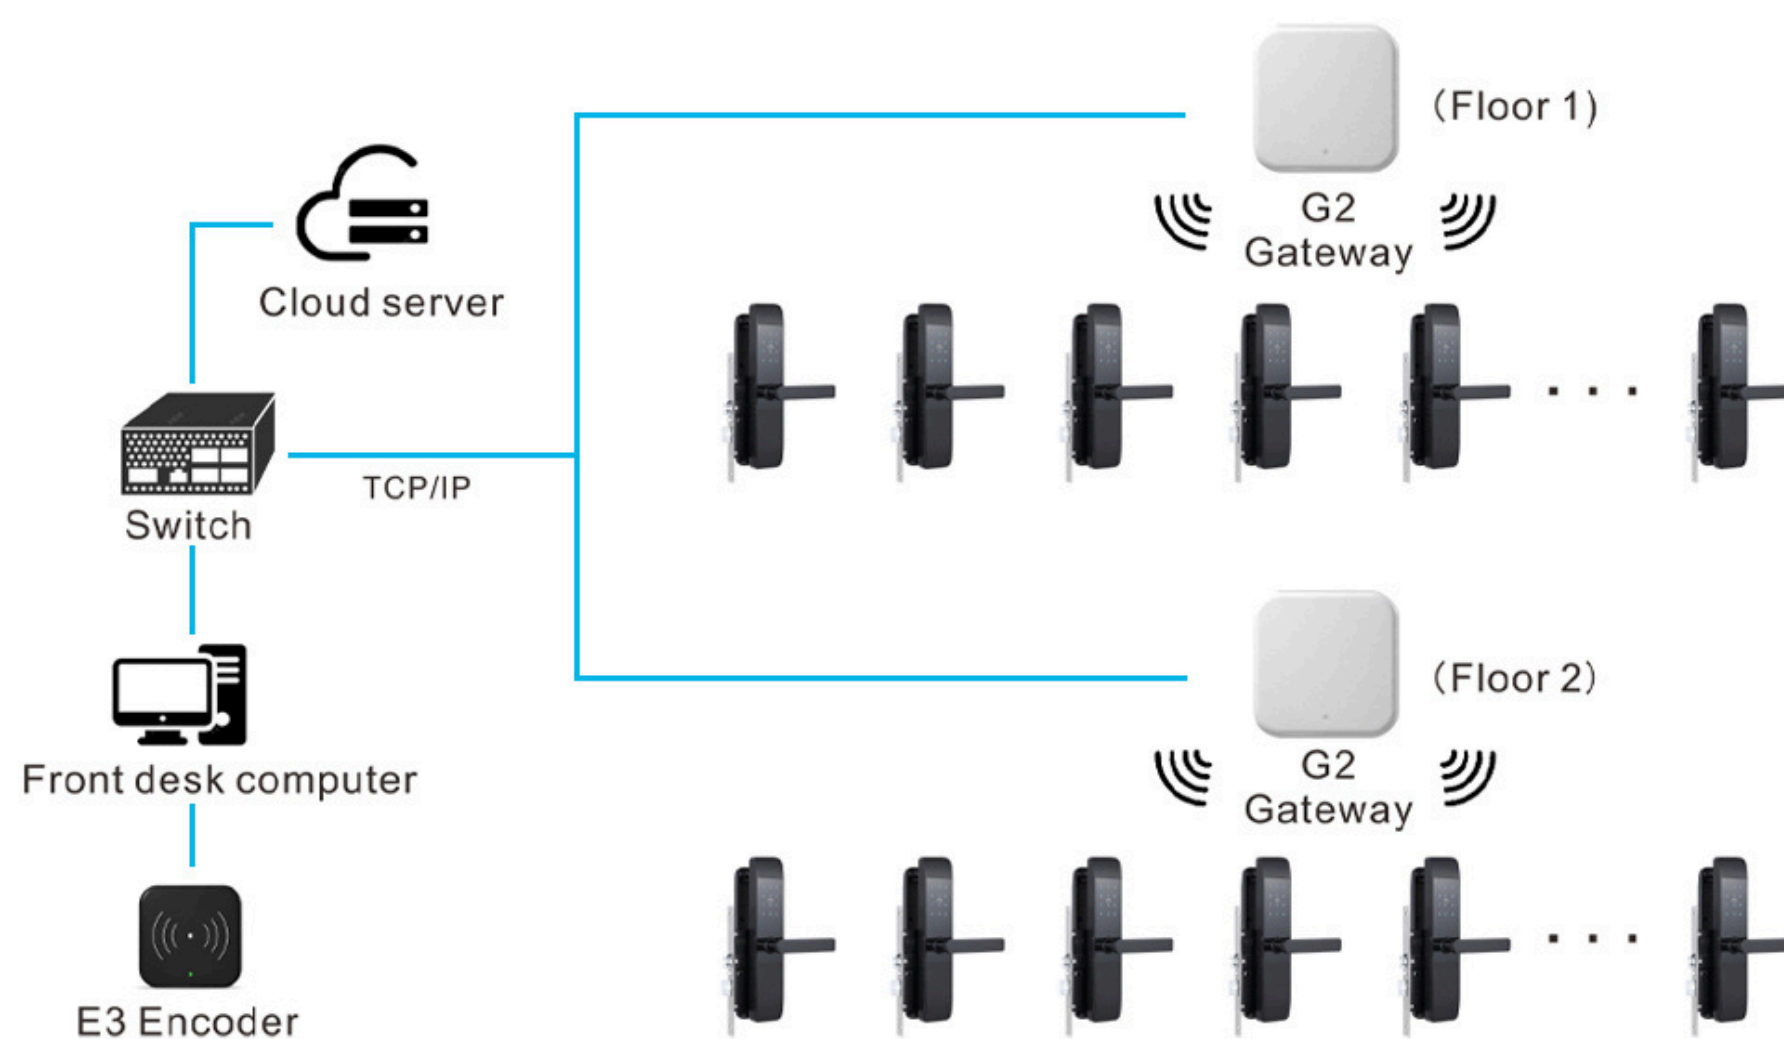 (Floor 1)
G2
Gateway
Cloud server
TCP/IP
Switch
(Floor 2)
G2
Gateway
Front desk computer
E3 Encoder